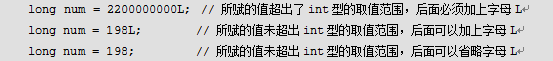 long num = 2200000000L; // 所赋的值超出了 int 型的取值范围，后面必须加上字母 L
long num = 198L; // 所赋的值未超出 int 型的取值范围，后面可以加上字母 L
long num = 198; // 所赋的值未超出 int 型的取值范围，后面可以省略字母 L